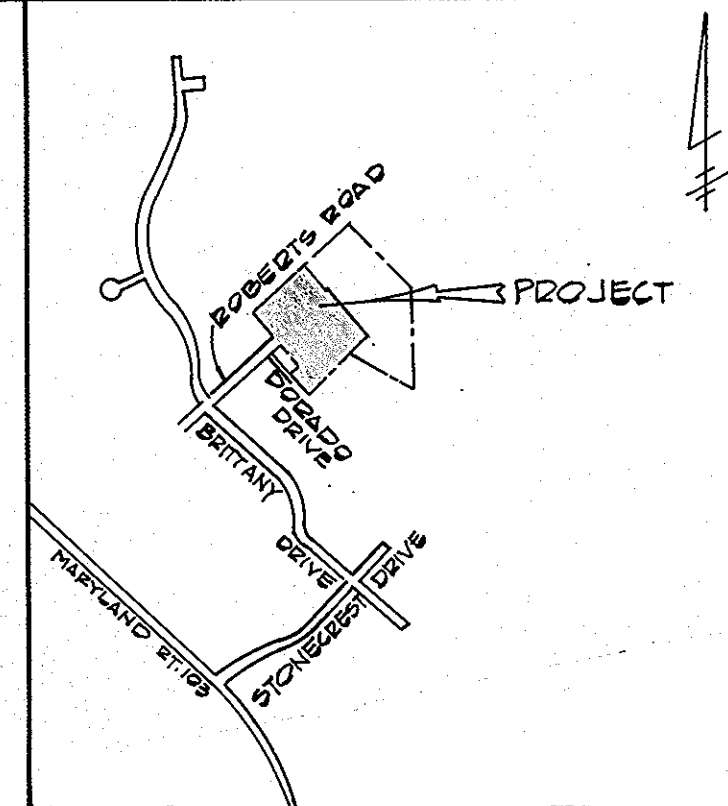 ROBERTS ROAD
PROJECT
DORADO
DRIVE
BRITTANY
DRIVE
DRIVE
STONECREST
MARYLAND RT. 103